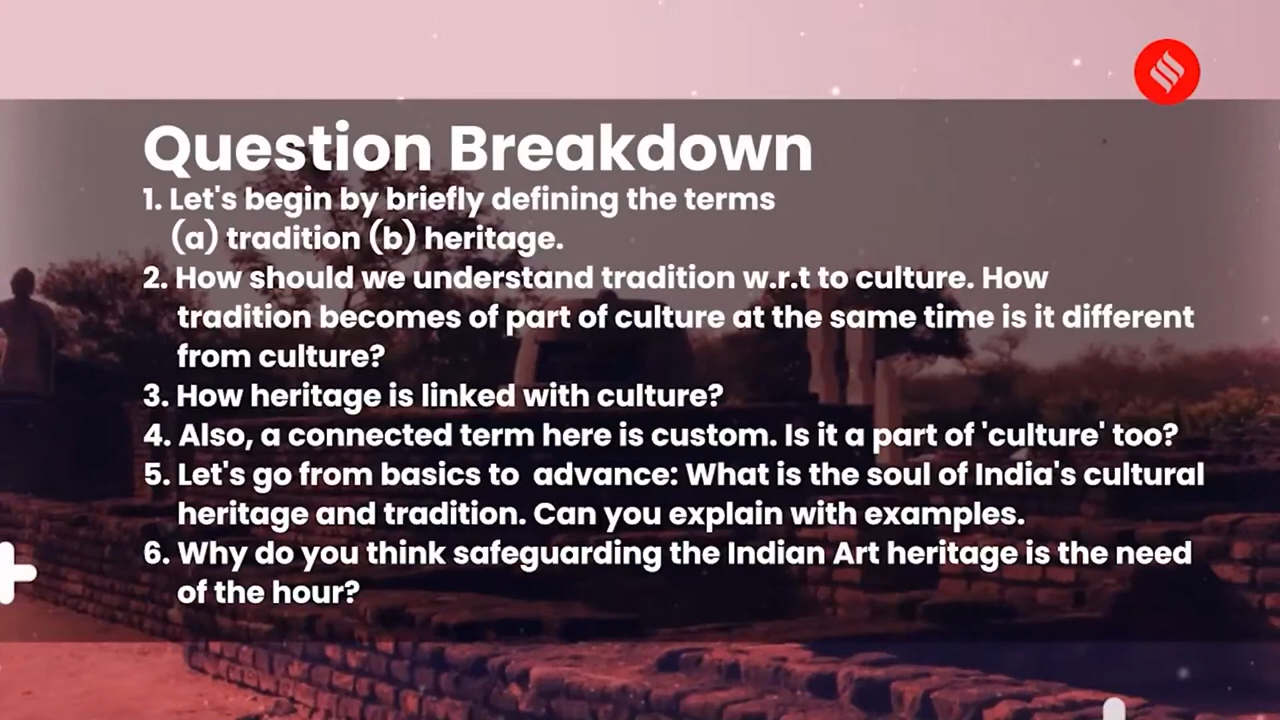 Question Breakdown
1. Let's begin by briefly defining the terms
(a) tradition (b) heritage.
2. How should we understand tradition w.r.t to culture. How
tradition becomes of part of culture at the same time is it different
from culture?
3. How heritage is linked with culture?
4. Also, a connected term here is custom. Is it a part of 'culture' too?
5. Let's go from basics to advance: What is the soul of India's cultural
heritage and tradition. Can you explain with examples.
6. Why do you think safeguarding the Indian Art heritage is the need
of the hour?